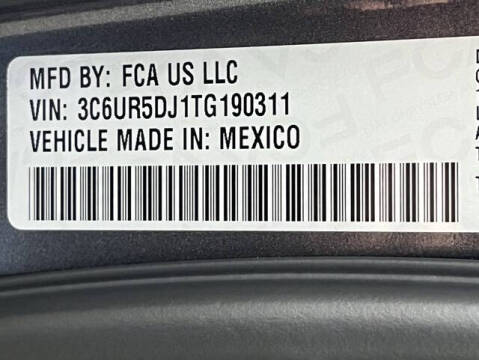 MFD BY: FCA US LLC
VIN: 3C6UR5DJ1TG190311
VEHICLE MADE IN: MEXICO